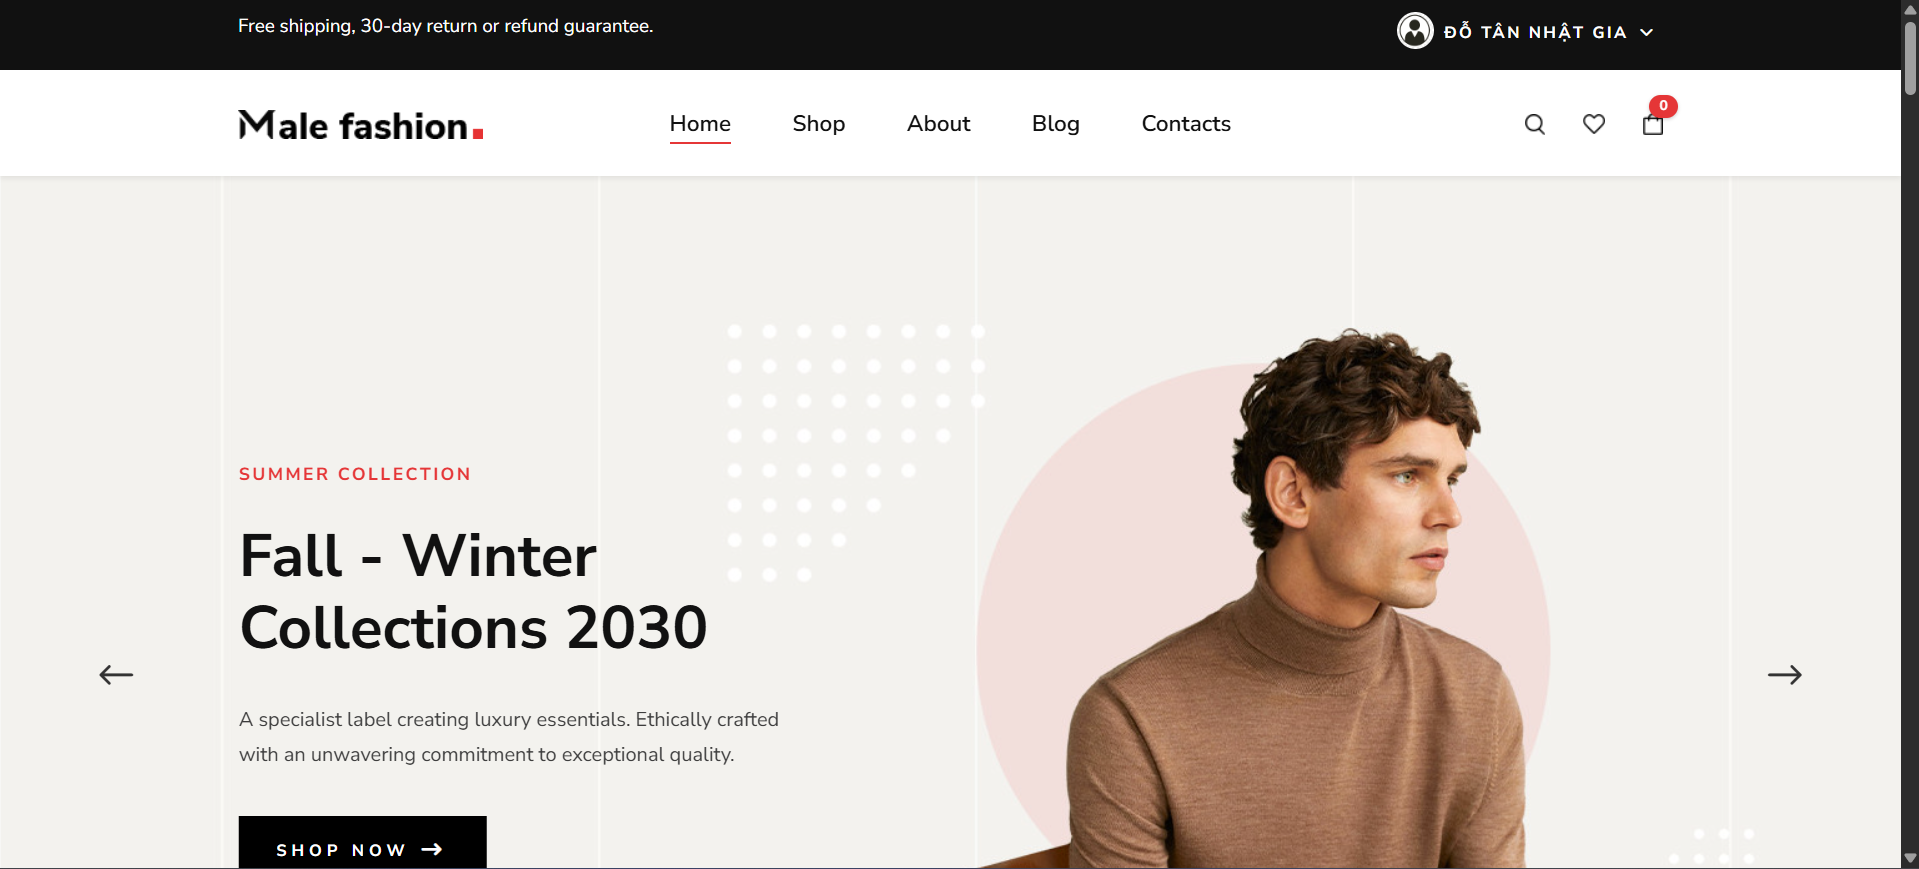 Free shipping, 30-day return or refund guarantee.
ĐỖ TÂN NHẬT GIA
Male fashion.
Home
Shop
About
Blog
Contacts
0
SUMMER COLLECTION
Fall - Winter
Collections 2030
A specialist label creating luxury essentials. Ethically crafted
with an unwavering commitment to exceptional quality.
SHOP NOW